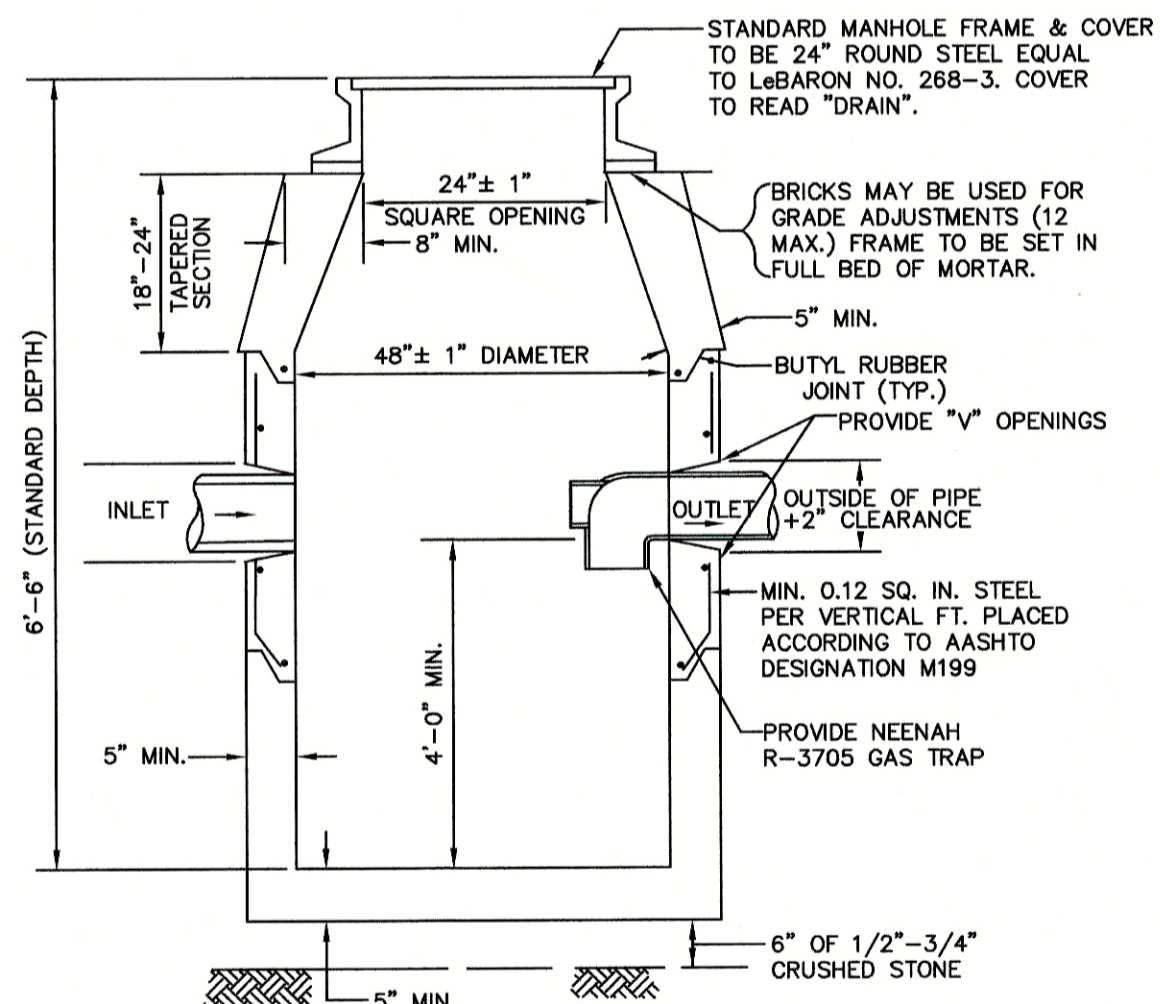 STANDARD MANHOLE FRAME & COVER
TO BE 24" ROUND STEEL EQUAL
TO LeBARON NO. 268-3. COVER
TO READ "DRAIN".
24"± 1"
SQUARE OPENING
8" MIN.
BRICKS MAY BE USED FOR
GRADE ADJUSTMENTS (12
MAX.) FRAME TO BE SET IN
FULL BED OF MORTAR.
18"-24"
TAPERED
SECTION
5" MIN.
48"± 1" DIAMETER
BUTYL RUBBER
JOINT (TYP.)
PROVIDE "V" OPENINGS
6'-6" (STANDARD DEPTH)
INLET
OUTLET
OUTSIDE OF PIPE
+2" CLEARANCE
MIN. 0.12 SQ. IN. STEEL
PER VERTICAL FT. PLACED
ACCORDING TO AASHTO
DESIGNATION M199
4'-0" MIN.
PROVIDE NEENAH
R-3705 GAS TRAP
5" MIN.
6" OF 1/2"-3/4"
CRUSHED STONE
5" MIN